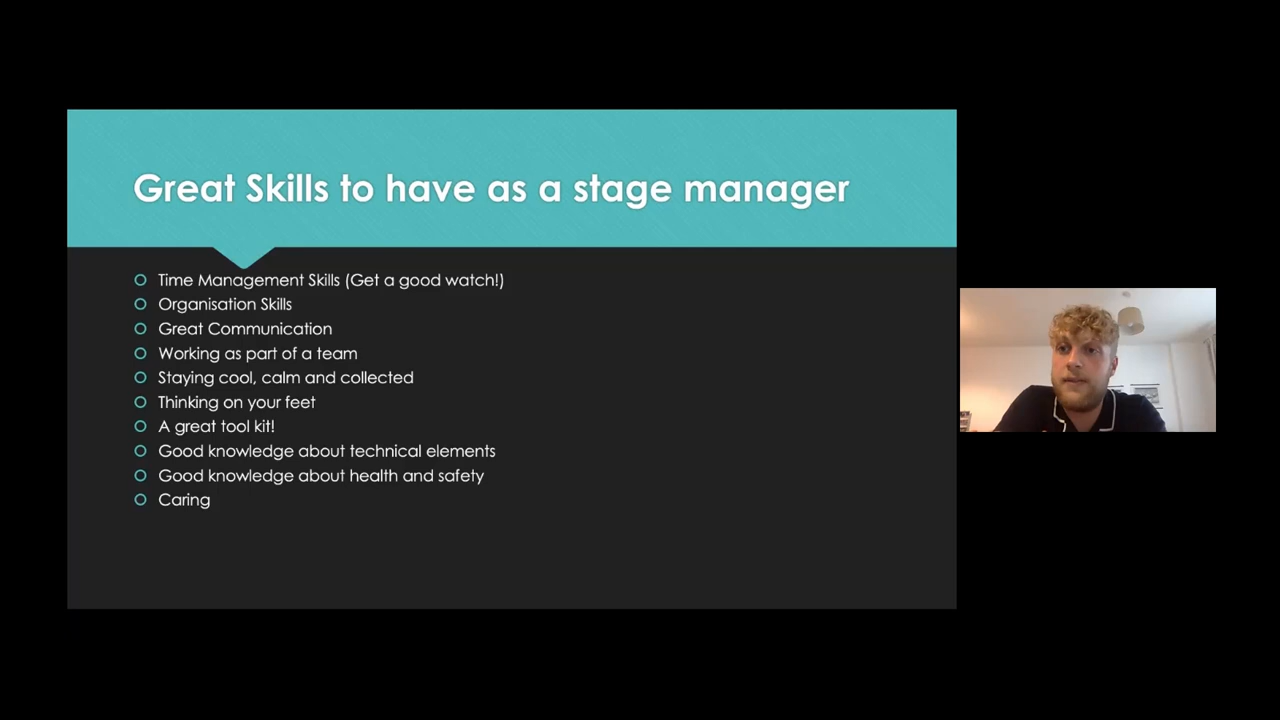 Great Skills to have as a stage manager
Time Management Skills (Get a good watch!)
Organisation Skills
Great Communication
Working as part of a team
Staying cool, calm and collected
Thinking on your feet
A great tool kit!
Good knowledge about technical elements
Good knowledge about health and safety
Caring